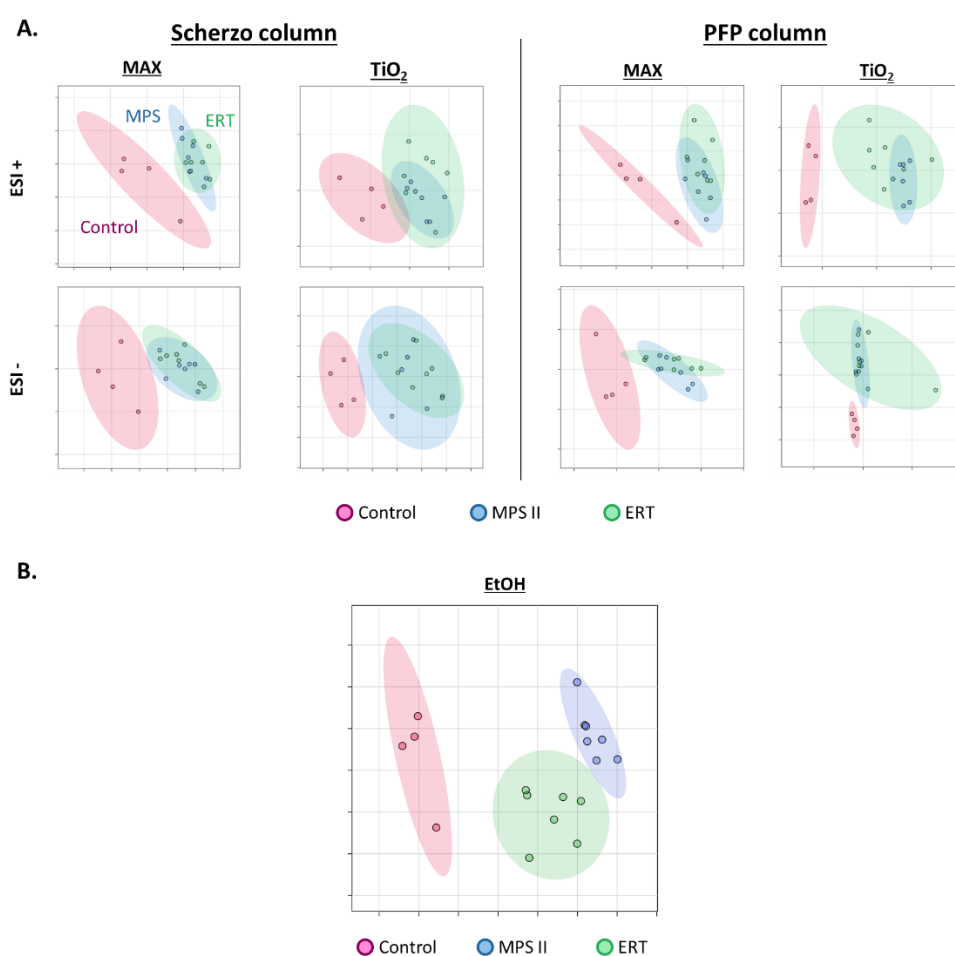 A.
Scherzo column
PFP column
MAX
TiO2
MAX
TiO2
ESI +
MPS
ERT
Control
ESI -
Control
MPS II
ERT
B.
EtOH
Control
MPS II
ERT